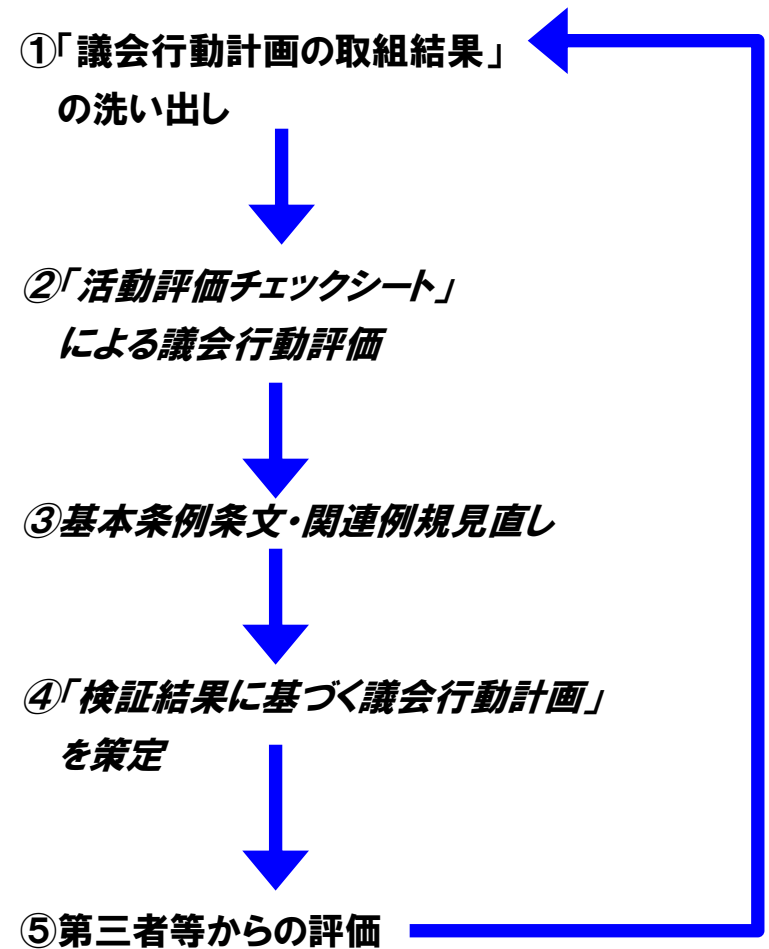 ①「議会行動計画の取組結果」
の洗い出し
②「活動評価チェックシート」
による議会行動評価
③基本条例条文・関連例規見直し
④「検証結果に基づく議会行動計画」
を策定
⑤第三者等からの評価